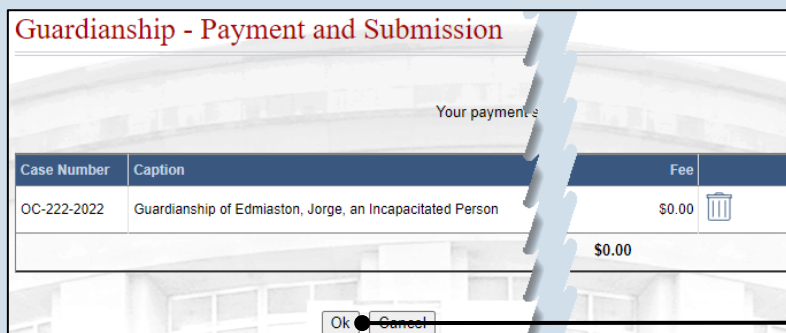 Guardianship - Payment and Submission
Your payment s
Case Number Caption Fee
OC-222-2022 Guardianship of Edmiaston, Jorge, an Incapacitated Person $0.00
$0.00
Ok Cancel